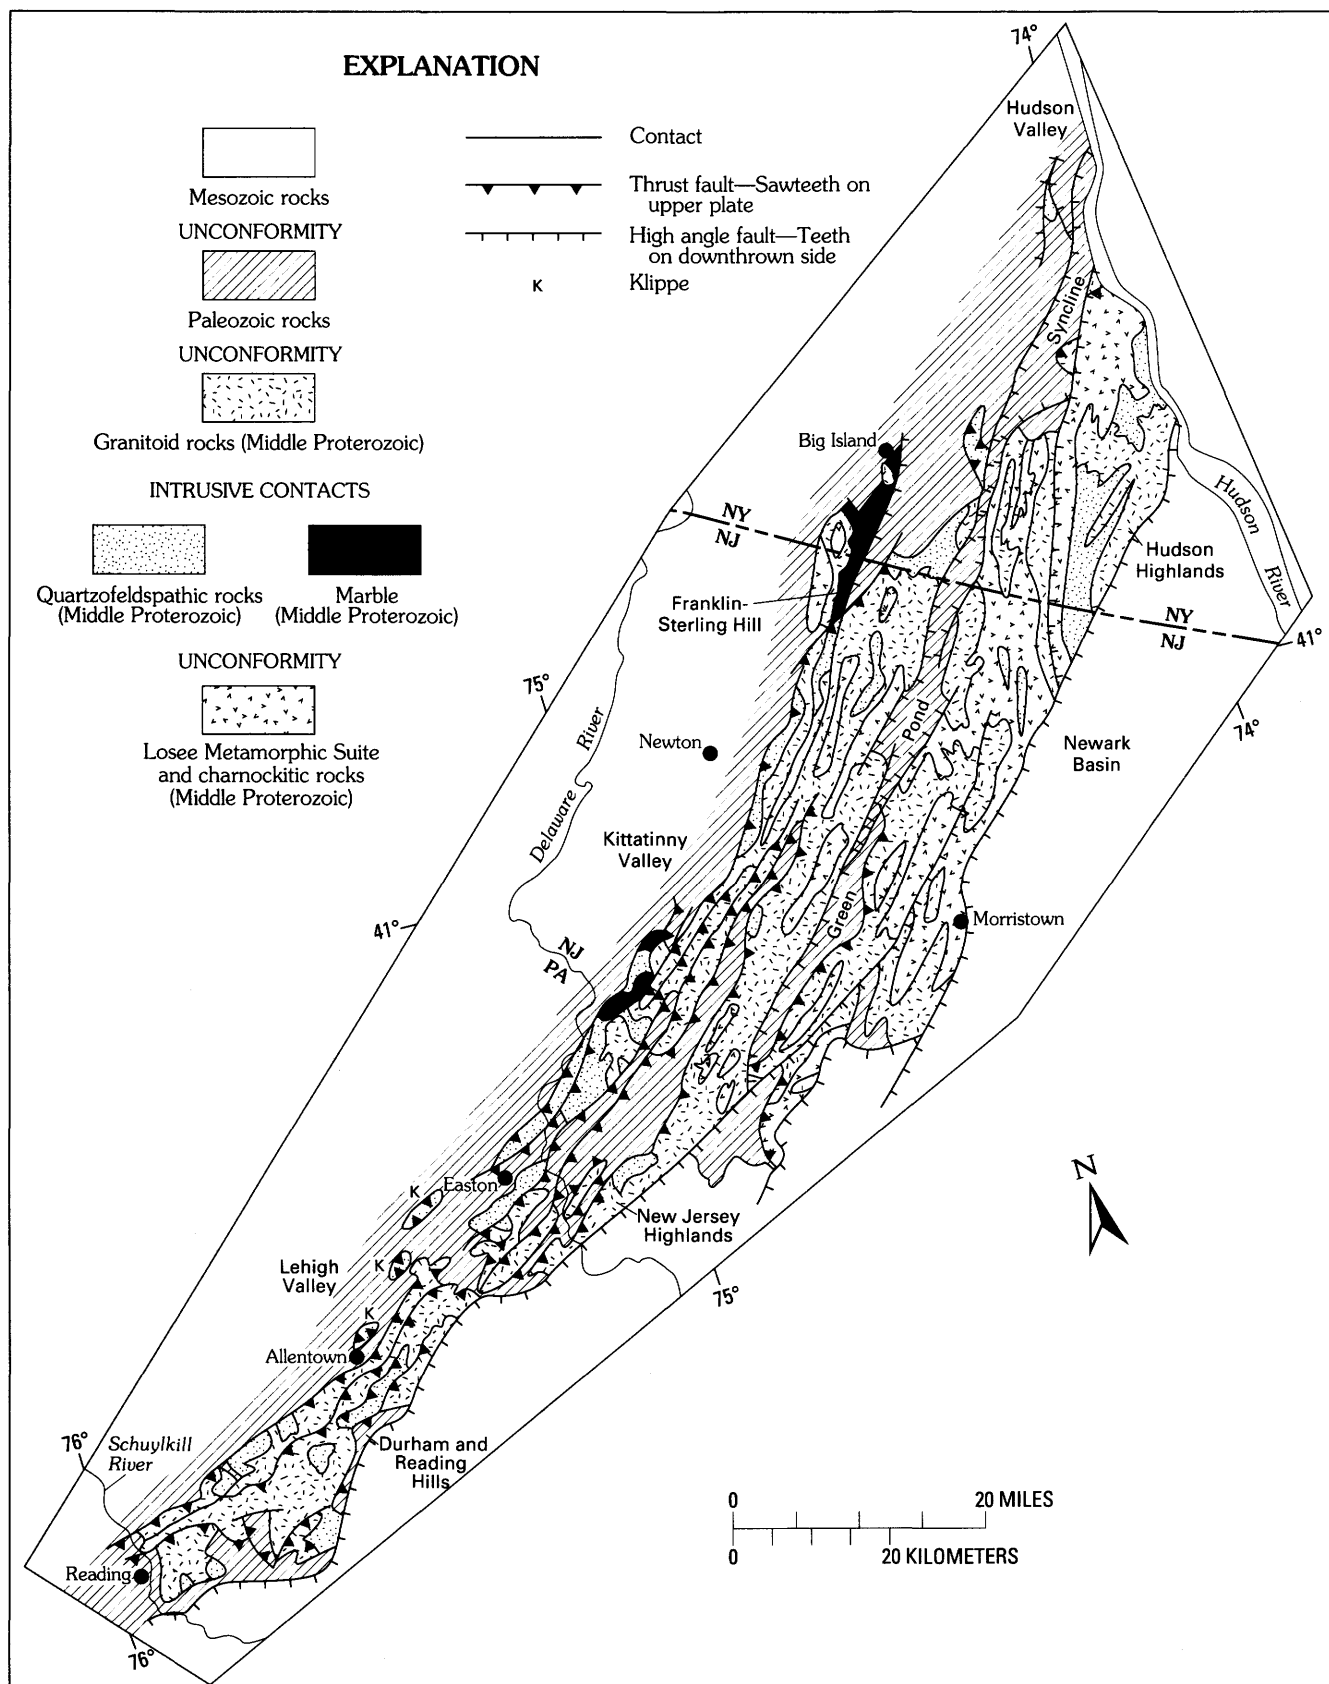 EXPLANATION
Mesozoic rocks
UNCONFORMITY
Paleozoic rocks
UNCONFORMITY
Granitoid rocks (Middle Proterozoic)
INTRUSIVE CONTACTS
Quartzofeldspathic rocks
(Middle Proterozoic)
Marble
(Middle Proterozoic)
UNCONFORMITY
Losee Metamorphic Suite
and charnockitic rocks
(Middle Proterozoic)
Contact
Thrust fault—Sawteeth on
upper plate
High angle fault—Teeth
on downthrown side
K
Klippe
74°
Hudson
Valley
Syncline
Big Island
NY
NJ
Hudson
River
Hudson
Highlands
Franklin-
Sterling Hill
NY
NJ
41°
75°
74°
Delaware River
Newton
Pond
Newark
Basin
Kittatinny
Valley
Green
Morristown
41°
NJ
PA
N
Easton
K
New Jersey
Highlands
Lehigh
Valley
K
75°
K
Allentown
76°
Schuylkill
River
Durham and
Reading
Hills
Reading
76°
0 20 MILES
0 20 KILOMETERS